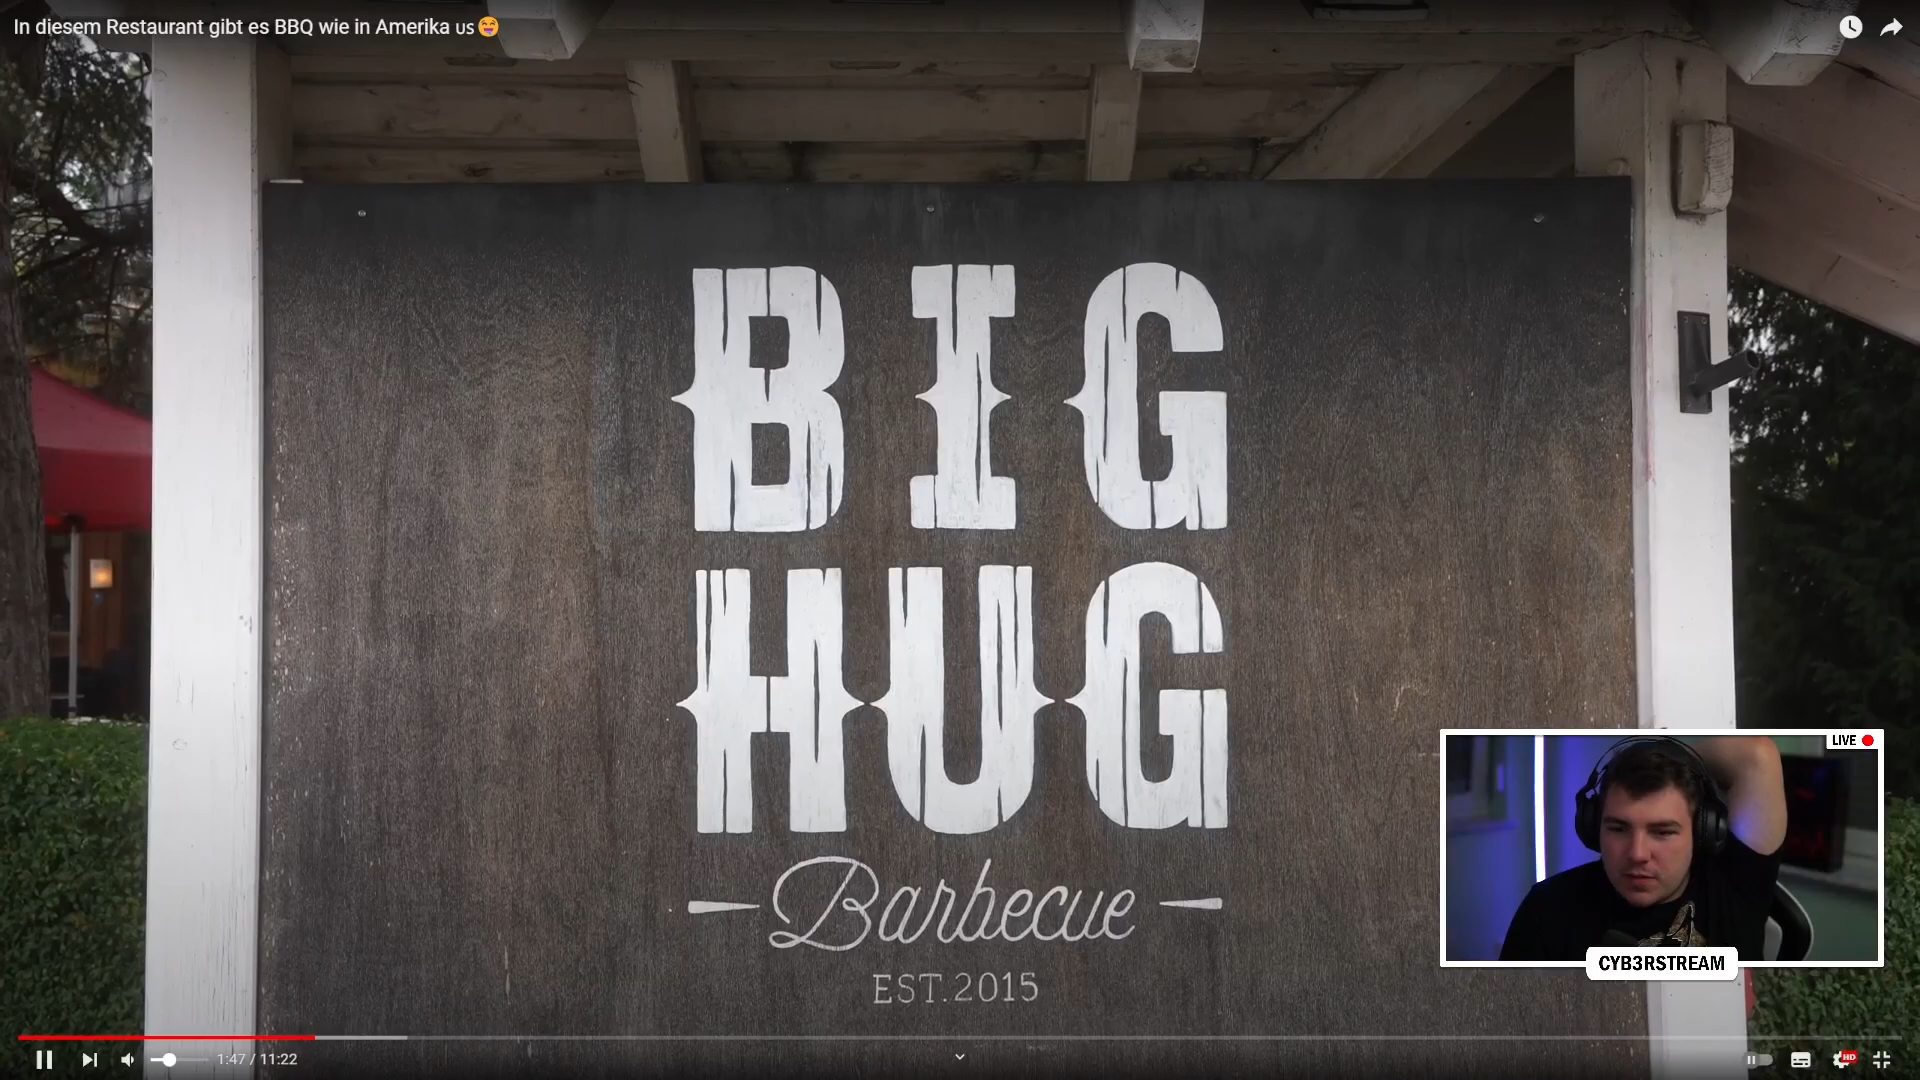 In diesem Restaurant gibt es BBQ wie in Amerika us😄
BIG
HUG
Barbecue
EST.2015
LIVE
CYB3RSTREAM
1:47 / 11:22
HD